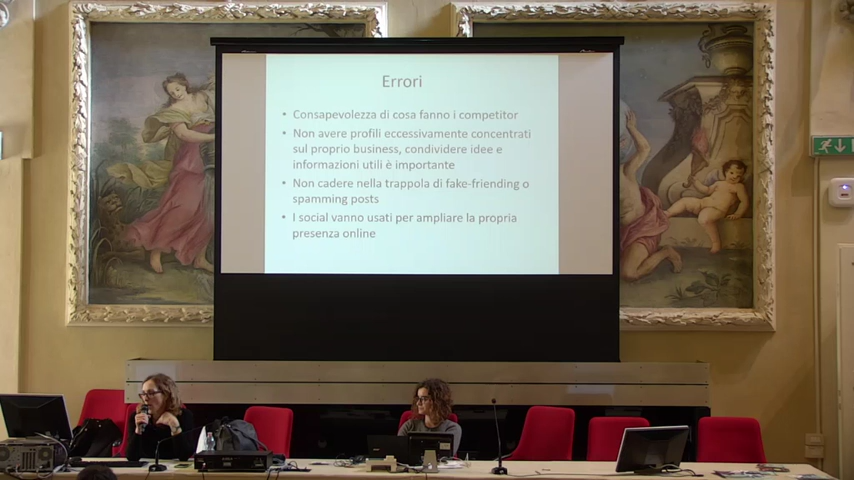 Errori
• Consapevolezza di cosa fanno i competitor
• Non avere profili eccessivamente concentrati
sul proprio business, condividere idee e
informazioni utili è importante
• Non cadere nella trappola di fake-friending o
spamming posts
• I social vanno usati per ampliare la propria
presenza online